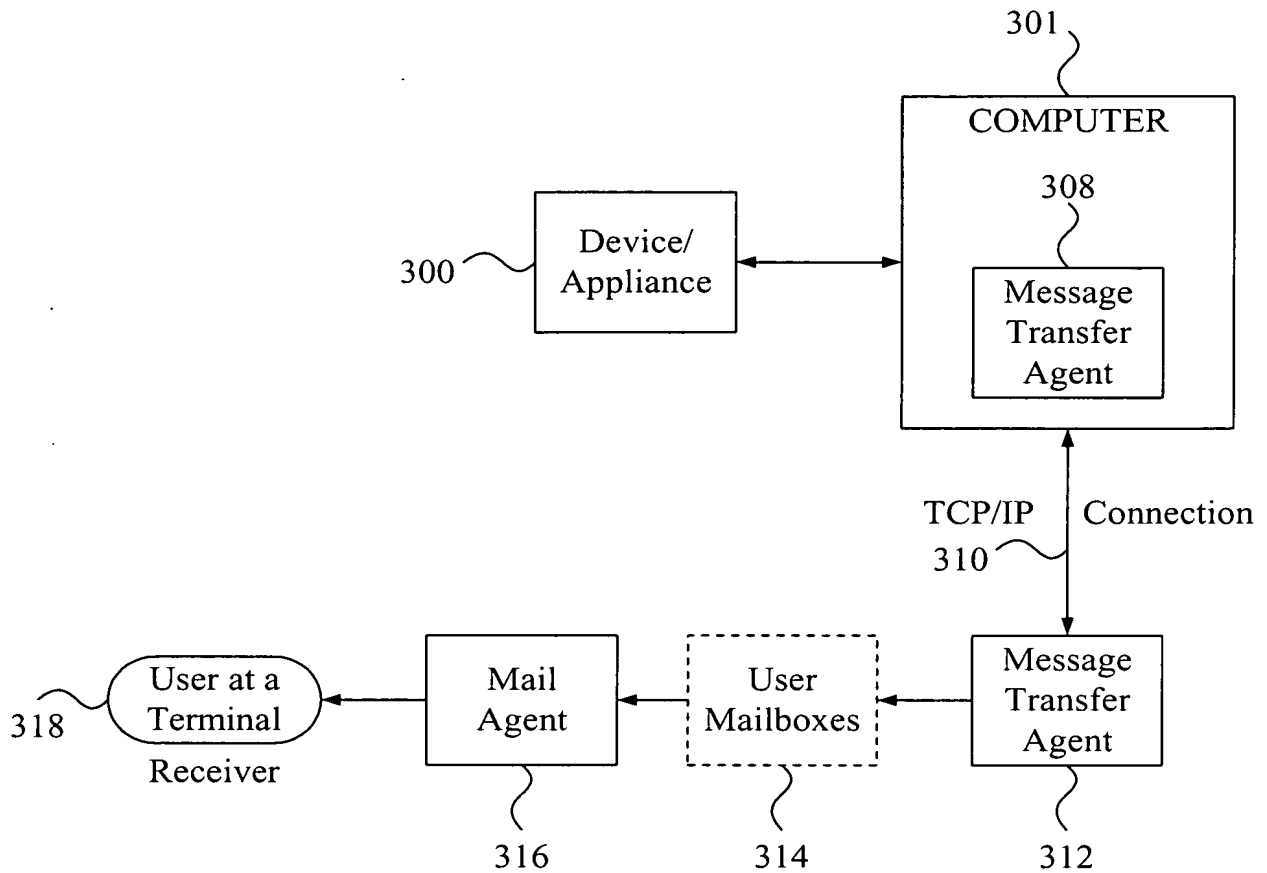 301
COMPUTER
308
Message
Transfer
Agent
300
Device/
Appliance
TCP/IP Connection
310
318
User at a
Terminal
Receiver
Mail
Agent
316
User
Mailboxes
314
Message
Transfer
Agent
312